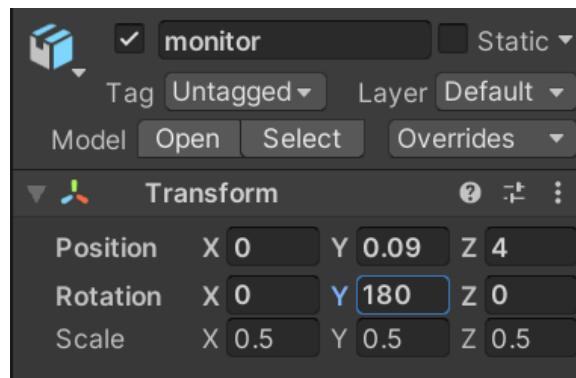 monitor Static
Tag Untagged Layer Default
Model Open Select Overrides
Transform
Position X 0 Y 0.09 Z 4
Rotation X 0 Y 180 Z 0
Scale X 0.5 Y 0.5 Z 0.5